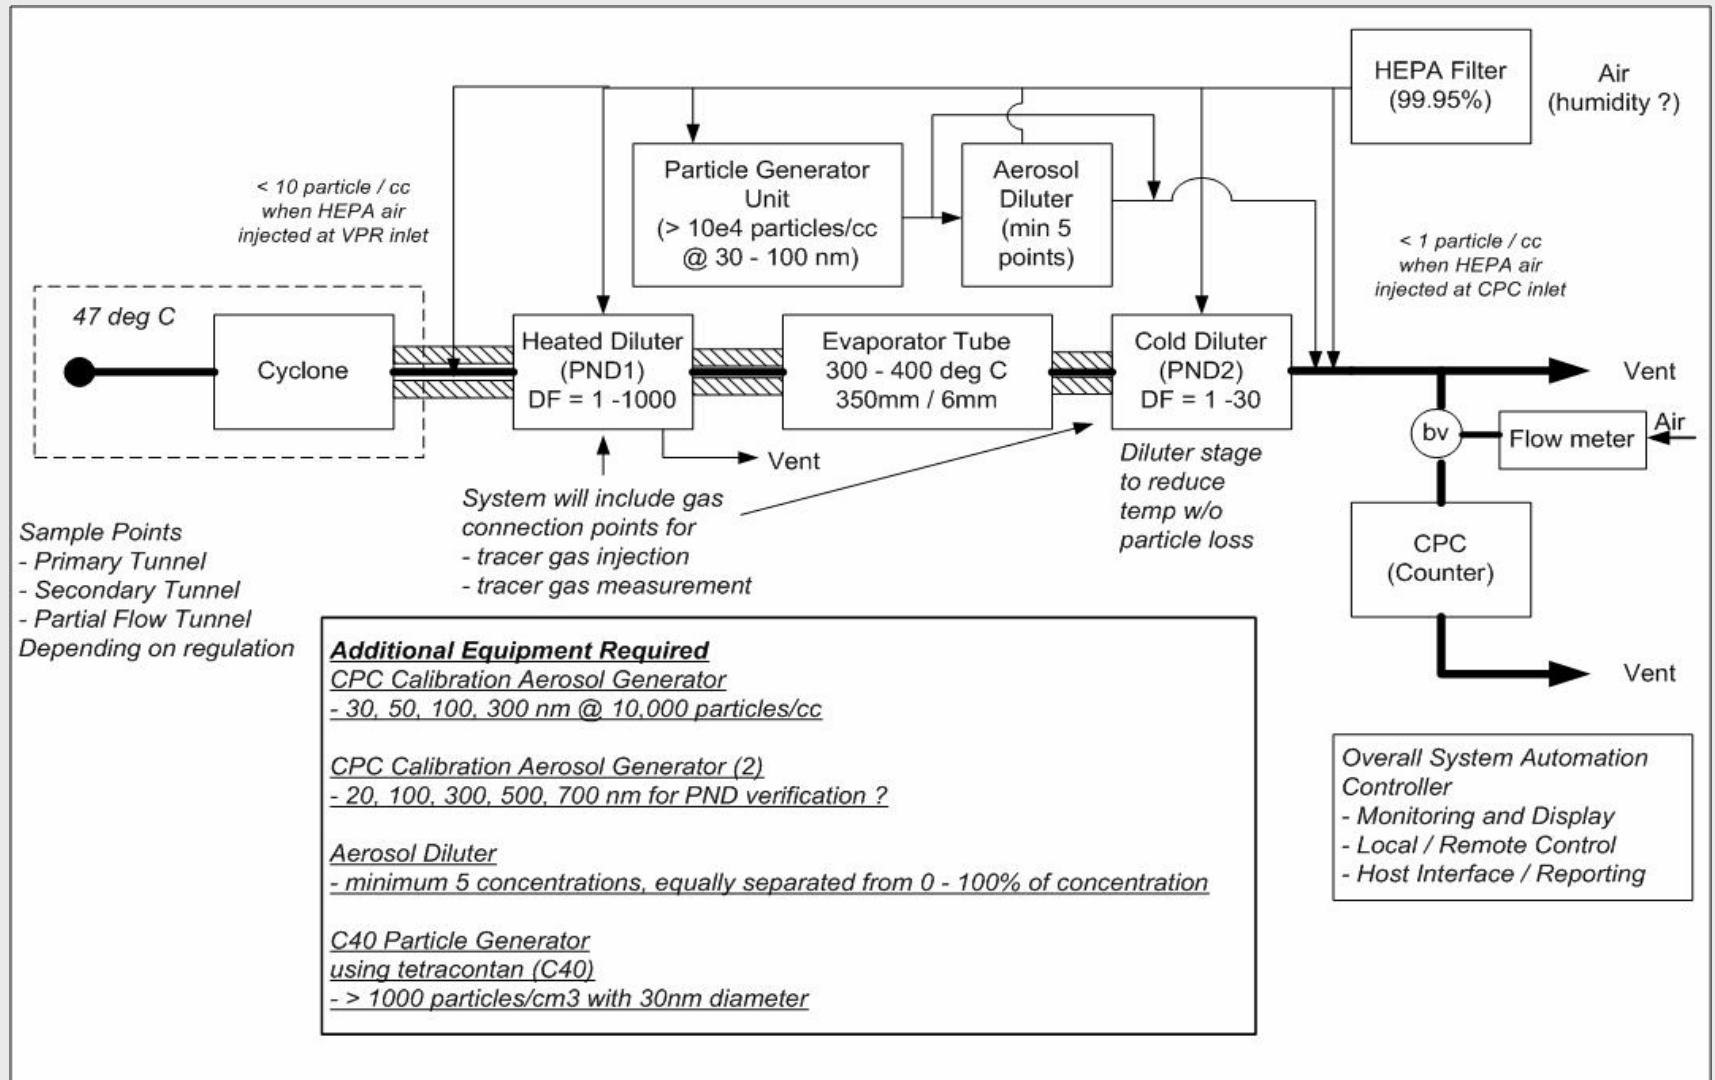 HEPA Filter
(99.95%)
Air
(humidity ?)
Particle Generator
Unit
(> 10e4 particles/cc
@ 30 - 100 nm)
Aerosol
Diluter
(min 5
points)
< 10 particle / cc
when HEPA air
injected at VPR inlet
< 1 particle / cc
when HEPA air
injected at CPC inlet
47 deg C
Cyclone
Heated Diluter
(PND1)
DF = 1 -1000
Evaporator Tube
300 - 400 deg C
350mm / 6mm
Cold Diluter
(PND2)
DF = 1 -30
Vent
bv
Flow meter
Air
Vent
Diluter stage
to reduce
temp w/o
particle loss
System will include gas
connection points for
- tracer gas injection
- tracer gas measurement
CPC
(Counter)
Vent
Sample Points
- Primary Tunnel
- Secondary Tunnel
- Partial Flow Tunnel
Depending on regulation
Additional Equipment Required
CPC Calibration Aerosol Generator
- 30, 50, 100, 300 nm @ 10,000 particles/cc
CPC Calibration Aerosol Generator (2)
- 20, 100, 300, 500, 700 nm for PND verification ?
Aerosol Diluter
- minimum 5 concentrations, equally separated from 0 - 100% of concentration
C40 Particle Generator
using tetracontan (C40)
- > 1000 particles/cm3 with 30nm diameter
Overall System Automation
Controller
- Monitoring and Display
- Local / Remote Control
- Host Interface / Reporting